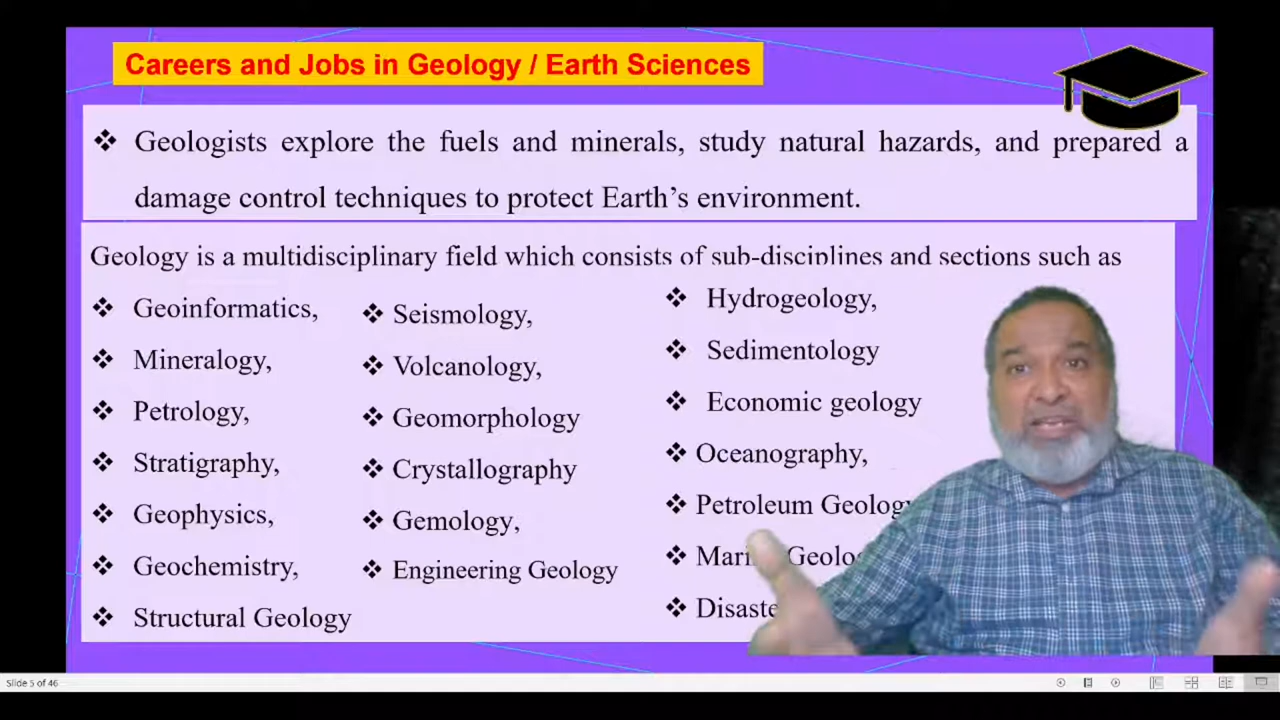 Careers and Jobs in Geology / Earth Sciences
❖ Geologists explore the fuels and minerals, study natural hazards, and prepared a
damage control techniques to protect Earth's environment.
Geology is a multidisciplinary field which consists of sub-disciplines and sections such as
❖ Geoinformatics,
❖ Mineralogy,
❖ Petrology,
❖ Stratigraphy,
❖ Geophysics,
❖ Geochemistry,
❖ Structural Geology
❖ Seismology,
❖ Volcanology,
❖ Geomorphology
❖ Crystallography
❖ Gemology,
❖ Engineering Geology
❖ Hydrogeology,
❖ Sedimentology
❖ Economic geology
❖ Oceanography,
❖ Petroleum Geology
❖
❖
Slide 5 of 46